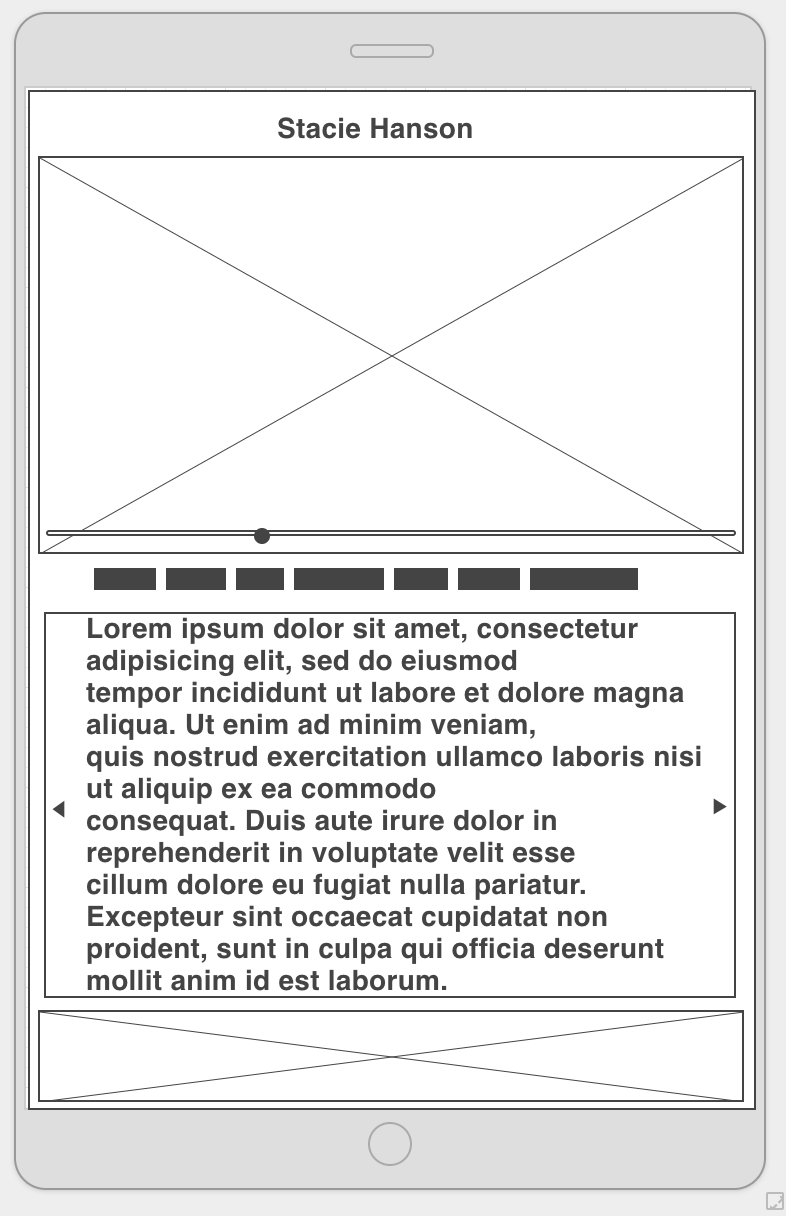 Stacie Hanson
Lorem ipsum dolor sit amet, consectetur
adipisicing elit, sed do eiusmod
tempor incididunt ut labore et dolore magna
aliqua. Ut enim ad minim veniam,
quis nostrud exercitation ullamco laboris nisi
ut aliquip ex ea commodo
consequat. Duis aute irure dolor in
reprehenderit in voluptate velit esse
cillum dolore eu fugiat nulla pariatur.
Excepteur sint occaecat cupidatat non
proident, sunt in culpa qui officia deserunt
mollit anim id est laborum.